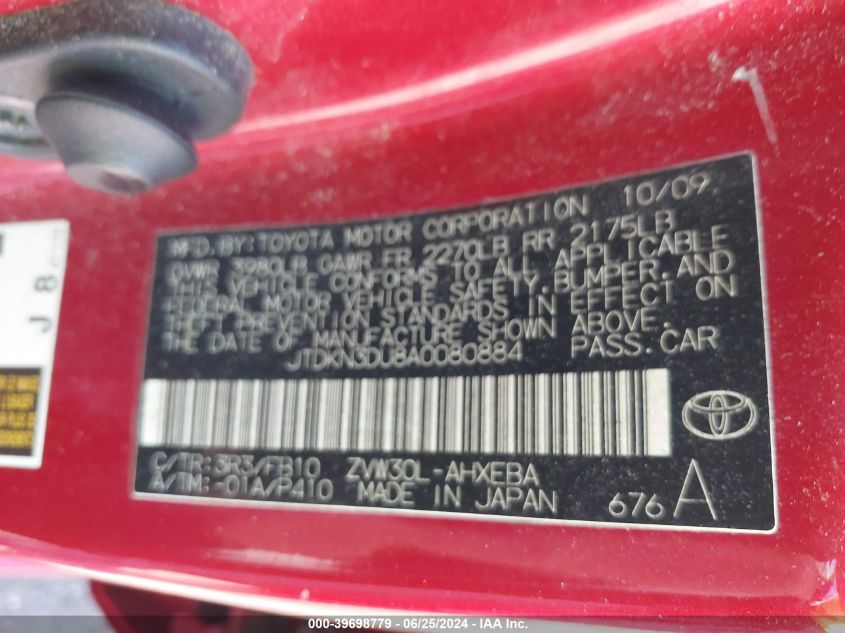 MFD.BY:TOYOTA MOTOR CORPORATION 10/09
GVWR 3980LB GAWR FR 2270LB RR 2175LB
THIS VEHICLE CONFORMS TO ALL APPLICABLE
FEDERAL MOTOR VEHICLE SAFETY,BUMPER,AND
THEFT PREVENTION STANDARDS IN EFFECT ON
THE DATE OF MANUFACTURE SHOWN ABOVE.
JTDKN3DU8A0080884 PASS.CAR
C/TR:3R3/FB10 ZVW30L-AHXEBA
A/TM:-01A/P410 MADE IN JAPAN
676 A
J 8
000-39698779 - 06/25/2024 - IAAI.COM